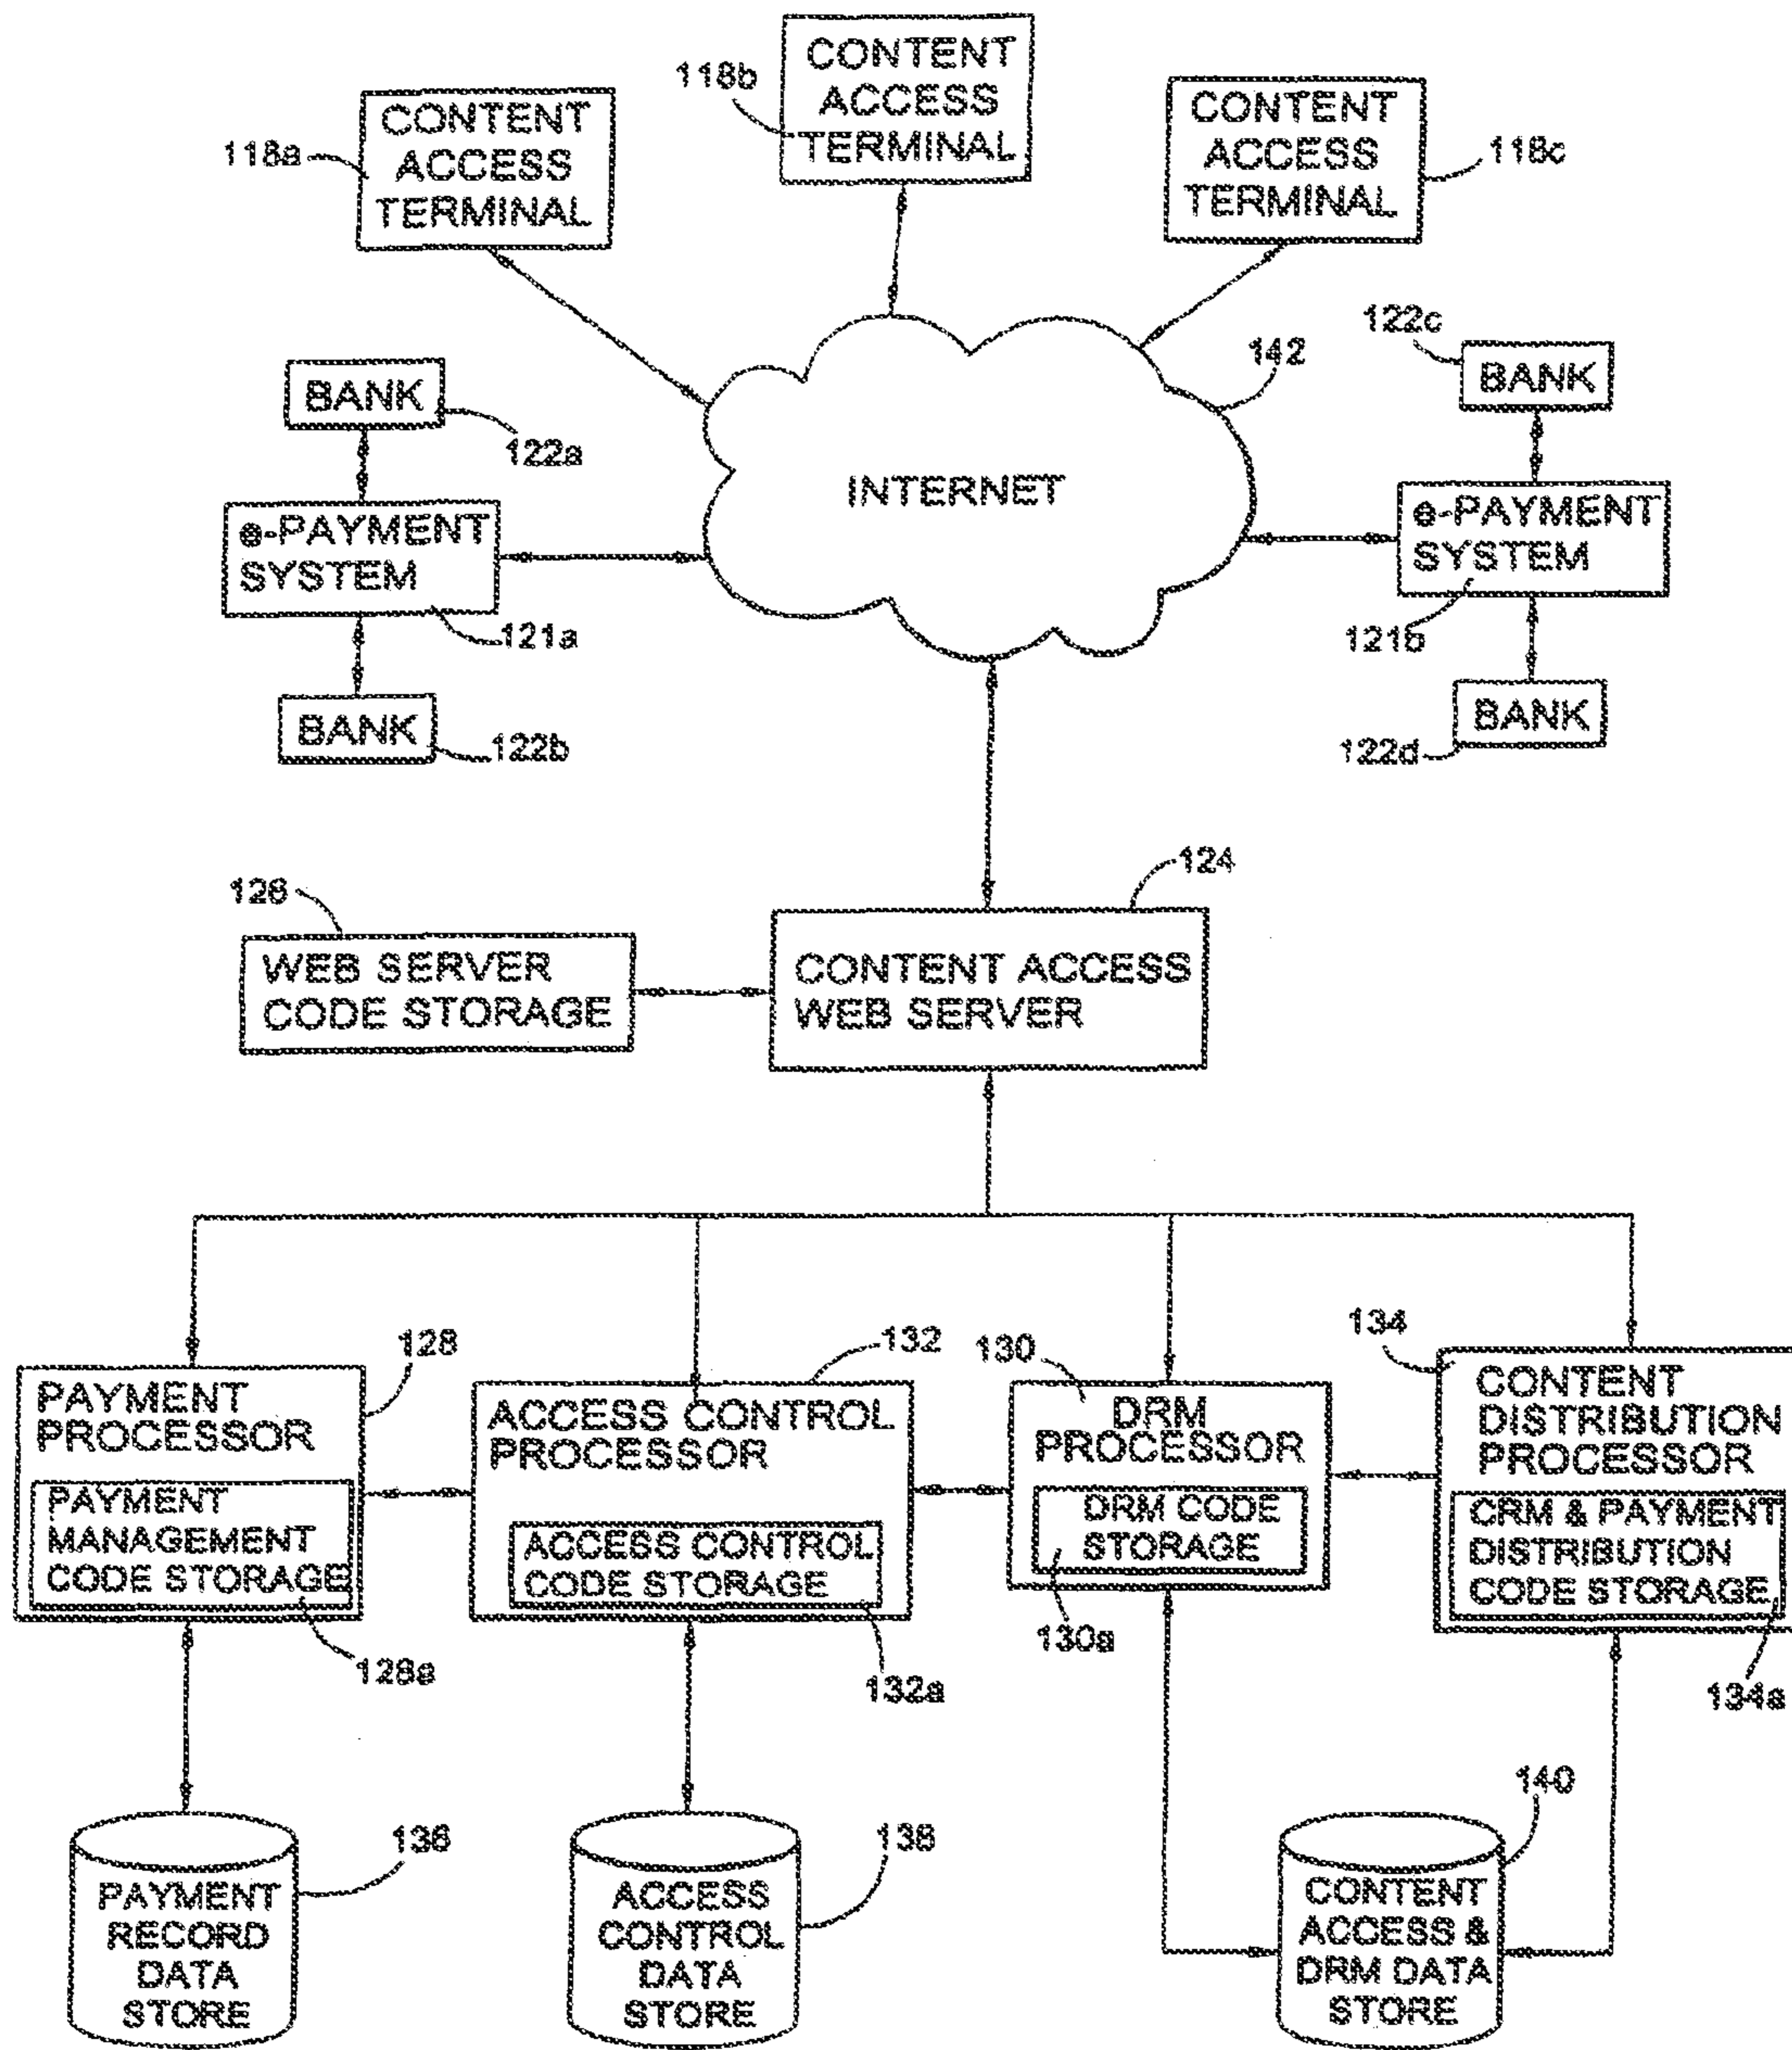 118b
CONTENT
ACCESS
TERMINAL
118a
CONTENT
ACCESS
TERMINAL
CONTENT
ACCESS
TERMINAL
118c
BANK
122a
e-PAYMENT
SYSTEM
121a
BANK
122b
INTERNET
142
122c
BANK
e-PAYMENT
SYSTEM
121b
BANK
122d
124
WEB SERVER
CODE STORAGE
CONTENT ACCESS
WEB SERVER
128
PAYMENT
PROCESSOR
PAYMENT
MANAGEMENT
CODE STORAGE
128a
132
ACCESS CONTROL
PROCESSOR
ACCESS CONTROL
CODE STORAGE
132a
130
DRM
PROCESSOR
DRM CODE
STORAGE
130a
134
CONTENT
DISTRIBUTION
PROCESSOR
CRM & PAYMENT
DISTRIBUTION
CODE STORAGE
134a
136
PAYMENT
RECORD
DATA
STORE
138
ACCESS
CONTROL
DATA
STORE
140
CONTENT
ACCESS &
DRM DATA
STORE